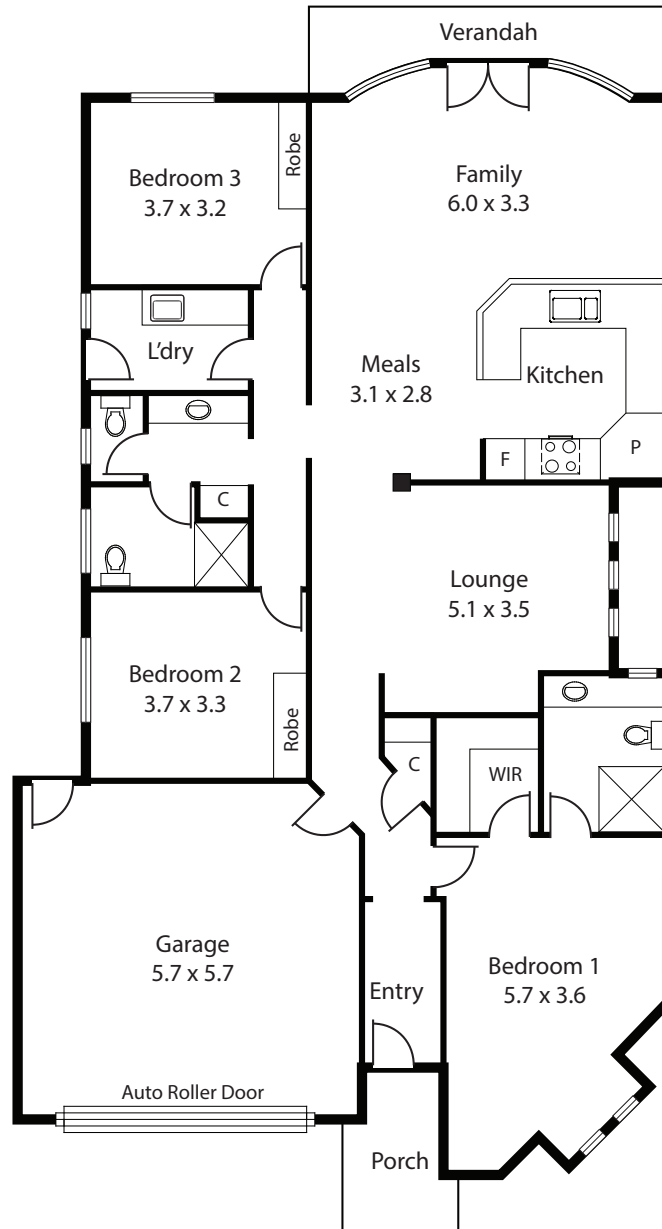 Verandah
Bedroom 3
3.7 x 3.2
Robe
Family
6.0 x 3.3
L'dry
Meals
3.1 x 2.8
Kitchen
F
P
C
Lounge
5.1 x 3.5
Bedroom 2
3.7 x 3.3
Robe
C
WIR
Garage
5.7 x 5.7
Entry
Bedroom 1
5.7 x 3.6
Auto Roller Door
Porch